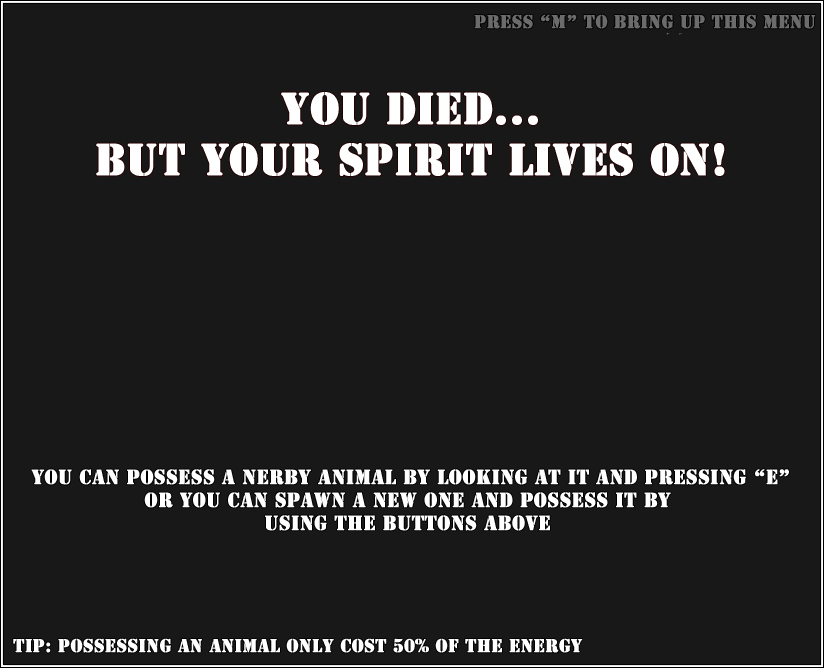 PRESS “M” TO BRING UP THIS MENU
YOU DIED...
BUT YOUR SPIRIT LIVES ON!
YOU CAN POSSESS A NERBY ANIMAL BY LOOKING AT IT AND PRESSING “E”
OR YOU CAN SPAWN A NEW ONE AND POSSESS IT BY
USING THE BUTTONS ABOVE
TIP: POSSESSING AN ANIMAL ONLY COST 50% OF THE ENERGY